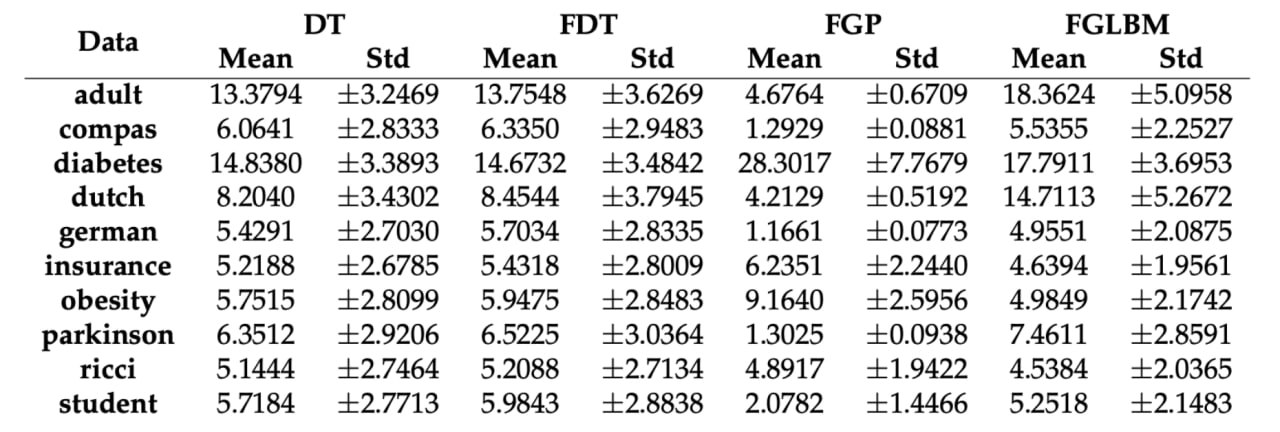 Data DT FDT FGP FGLBM
Mean Std Mean Std Mean Std Mean Std
adult 13.3794 ±3.2469 13.7548 ±3.6269 4.6764 ±0.6709 18.3624 ±5.0958
compas 6.0641 ±2.8333 6.3350 ±2.9483 1.2929 ±0.0881 5.5355 ±2.2527
diabetes 14.8380 ±3.3893 14.6732 ±3.4842 28.3017 ±7.7679 17.7911 ±3.6953
dutch 8.2040 ±3.4302 8.4544 ±3.7945 4.2129 ±0.5192 14.7113 ±5.2672
german 5.4291 ±2.7030 5.7034 ±2.8335 1.1661 ±0.0773 4.9551 ±2.0875
insurance 5.2188 ±2.6785 5.4318 ±2.8009 6.2351 ±2.2440 4.6394 ±1.9561
obesity 5.7515 ±2.8099 5.9475 ±2.8483 9.1640 ±2.5956 4.9849 ±2.1742
parkinson 6.3512 ±2.9206 6.5225 ±3.0364 1.3025 ±0.0938 7.4611 ±2.8591
ricci 5.1444 ±2.7464 5.2088 ±2.7134 4.8917 ±1.9422 4.5384 ±2.0365
student 5.7184 ±2.7713 5.9843 ±2.8838 2.0782 ±1.4466 5.2518 ±2.1483